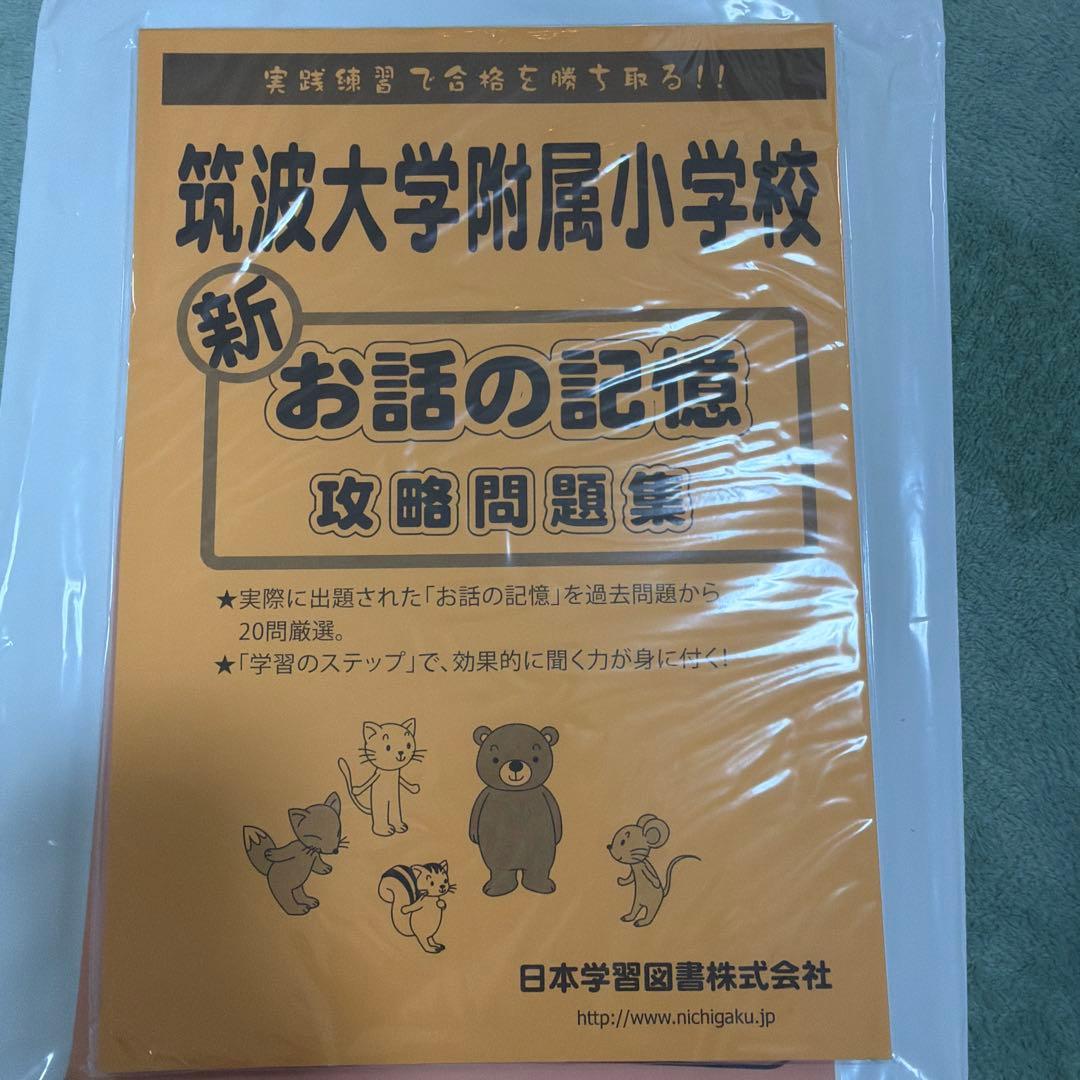 実践練習で合格を勝ち取る!!
筑波大学附属小学校
新
お話の記憶
攻略問題集
★実際に出題された「お話の記憶」を過去問題から
20問厳選。
★「学習のステップ」で、効果的に聞く力が身に付く!
日本学習図書株式会社
http://www.nichigaku.jp